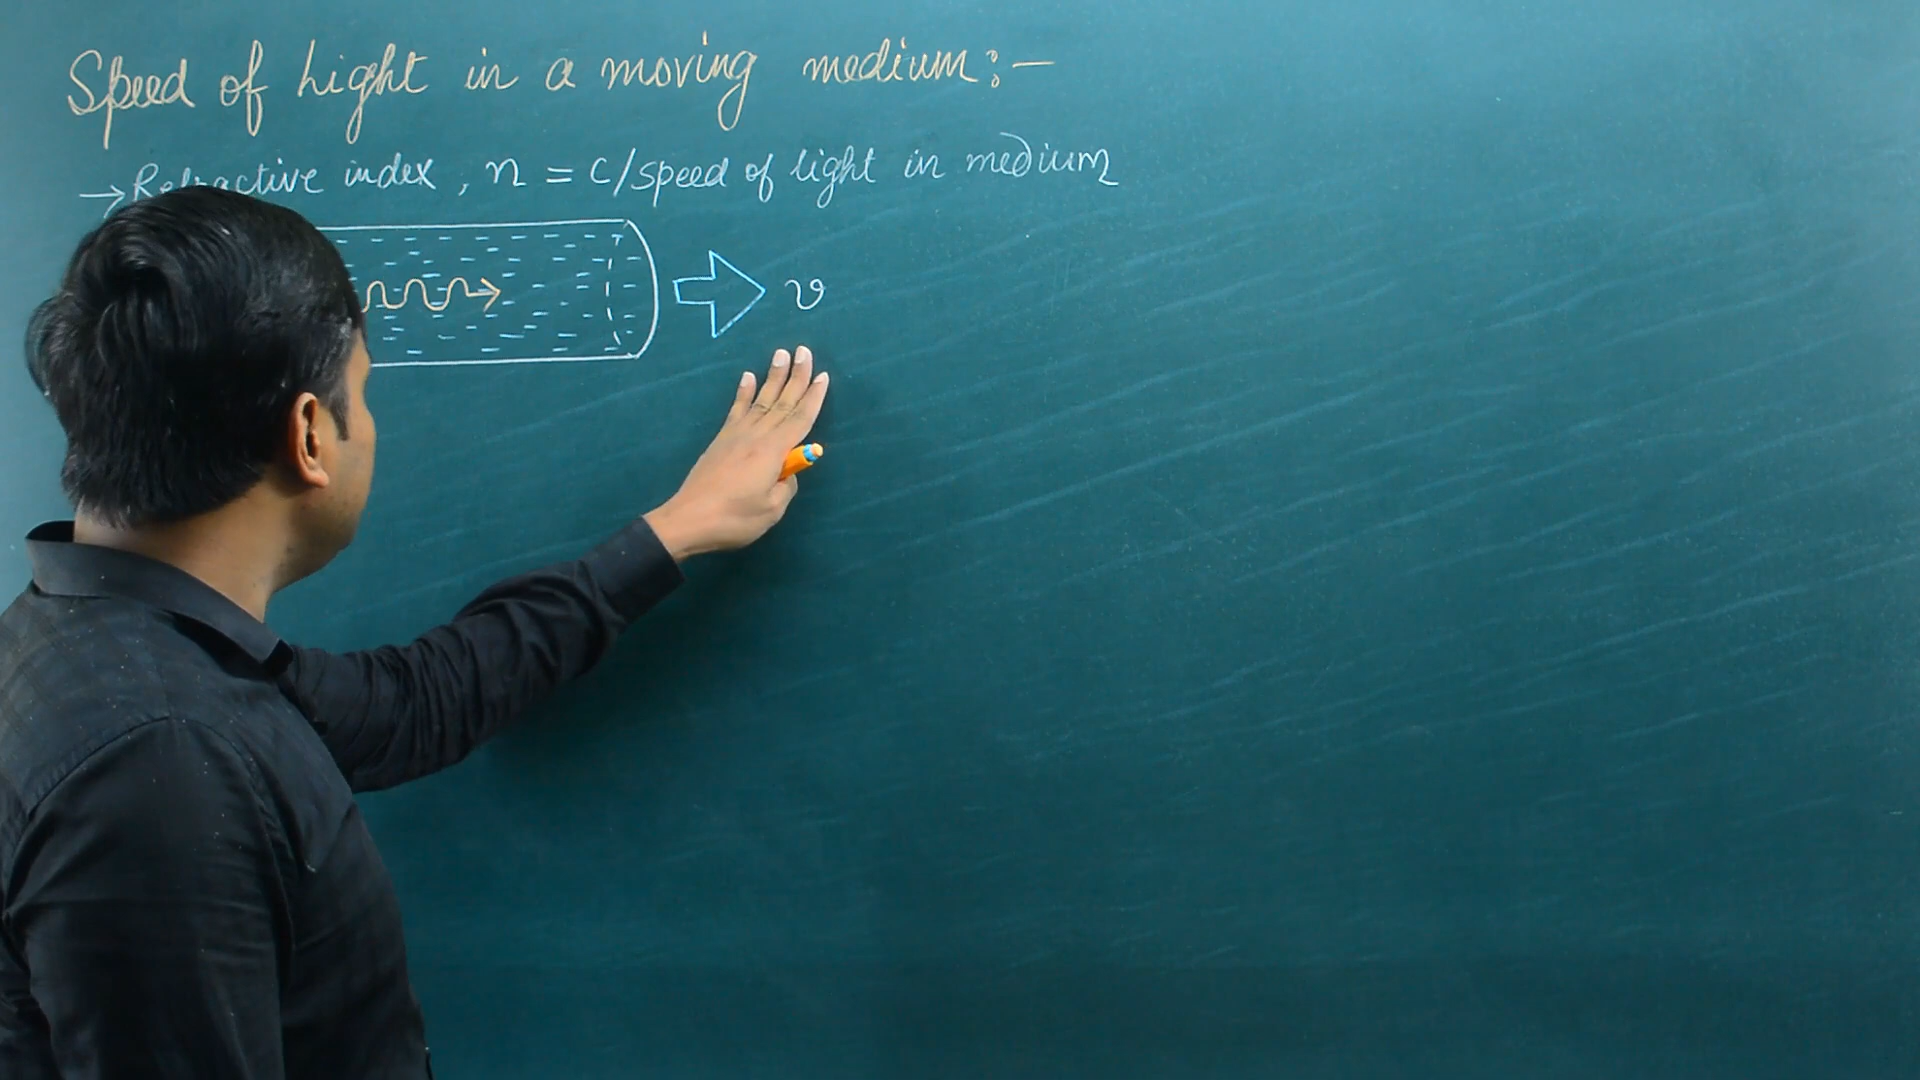 Speed of Light in a moving medium:-
→ Refractive index, n = c/speed of light in medium
v